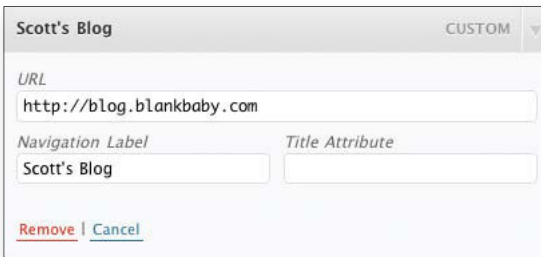 Scott's Blog CUSTOM
URL
http://blog.blankbaby.com
Navigation Label Title Attribute
Scott's Blog
Remove | Cancel